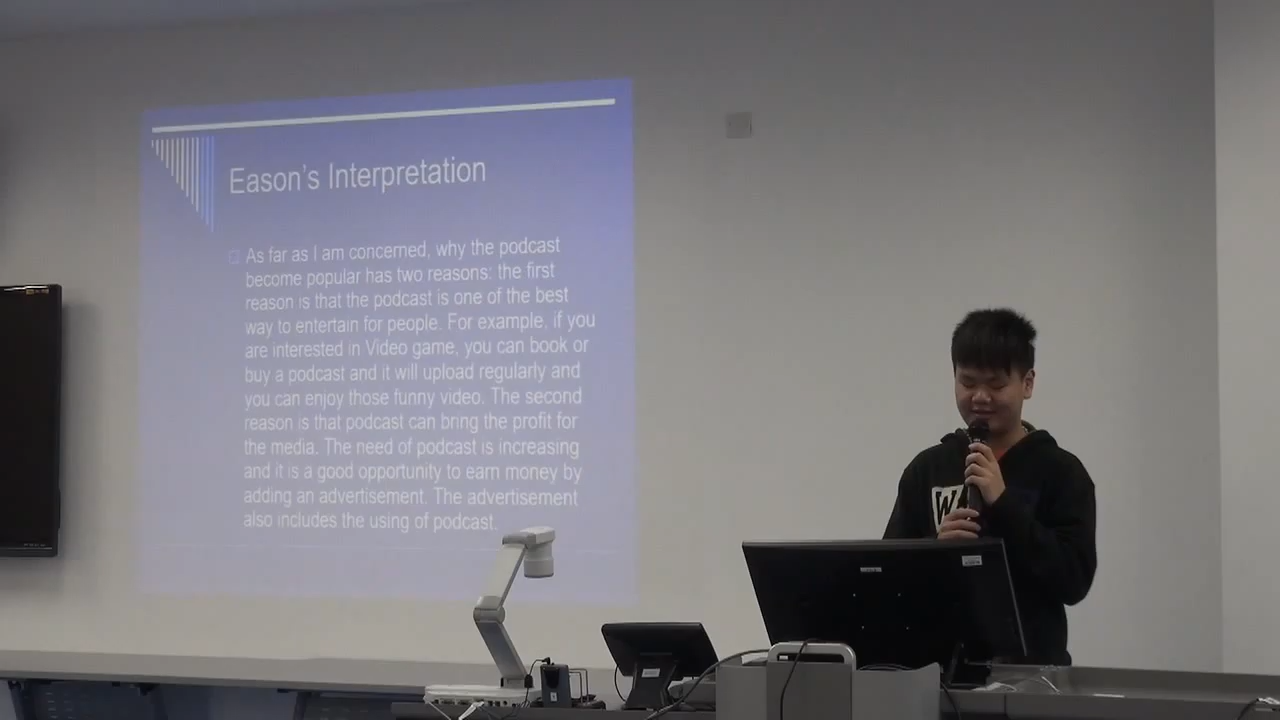 Eason's Interpretation
As far as I am concerned, why the podcast
become popular has two reasons: the first
reason is that the podcast is one of the best
way to entertain for people. For example, if you
are interested in Video game, you can book or
buy a podcast and it will upload regularly and
you can enjoy those funny video. The second
reason is that podcast can bring the profit for
the media. The need of podcast is increasing
and it is a good opportunity to earn money by
adding an advertisement. The advertisement
also includes the using of podcast.